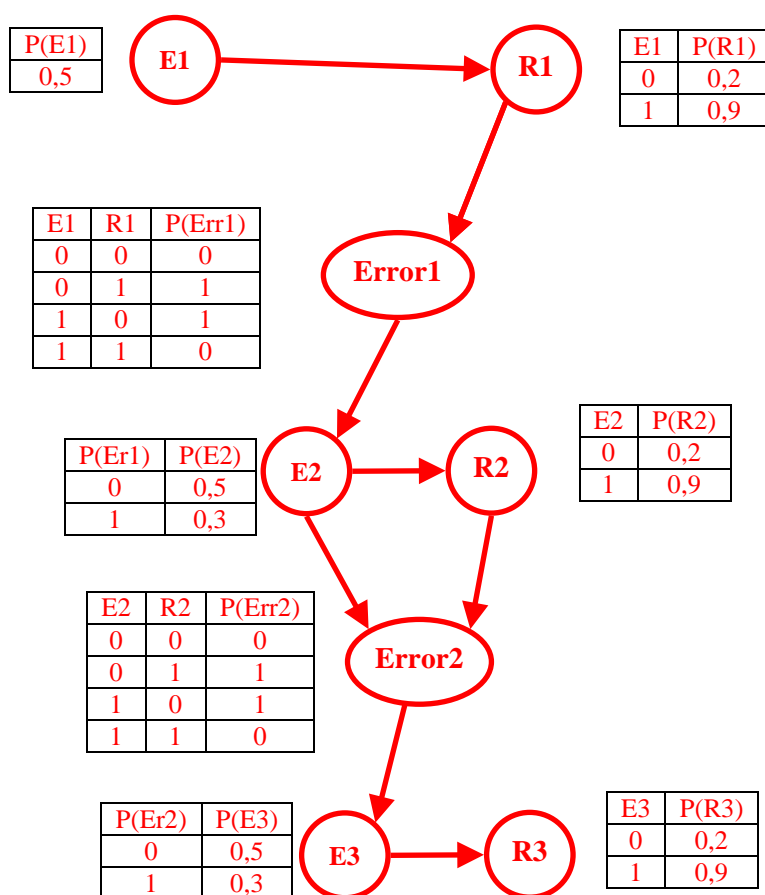 P(E1)
0,5
E1
R1
E1 P(R1)
0 0,2
1 0,9
E1 R1 P(Err1)
0 0 0
0 1 1
1 0 1
1 1 0
Error1
P(Er1) P(E2)
0 0,5
1 0,3
E2
R2
E2 P(R2)
0 0,2
1 0,9
E2 R2 P(Err2)
0 0 0
0 1 1
1 0 1
1 1 0
Error2
P(Er2) P(E3)
0 0,5
1 0,3
E3
R3
E3 P(R3)
0 0,2
1 0,9